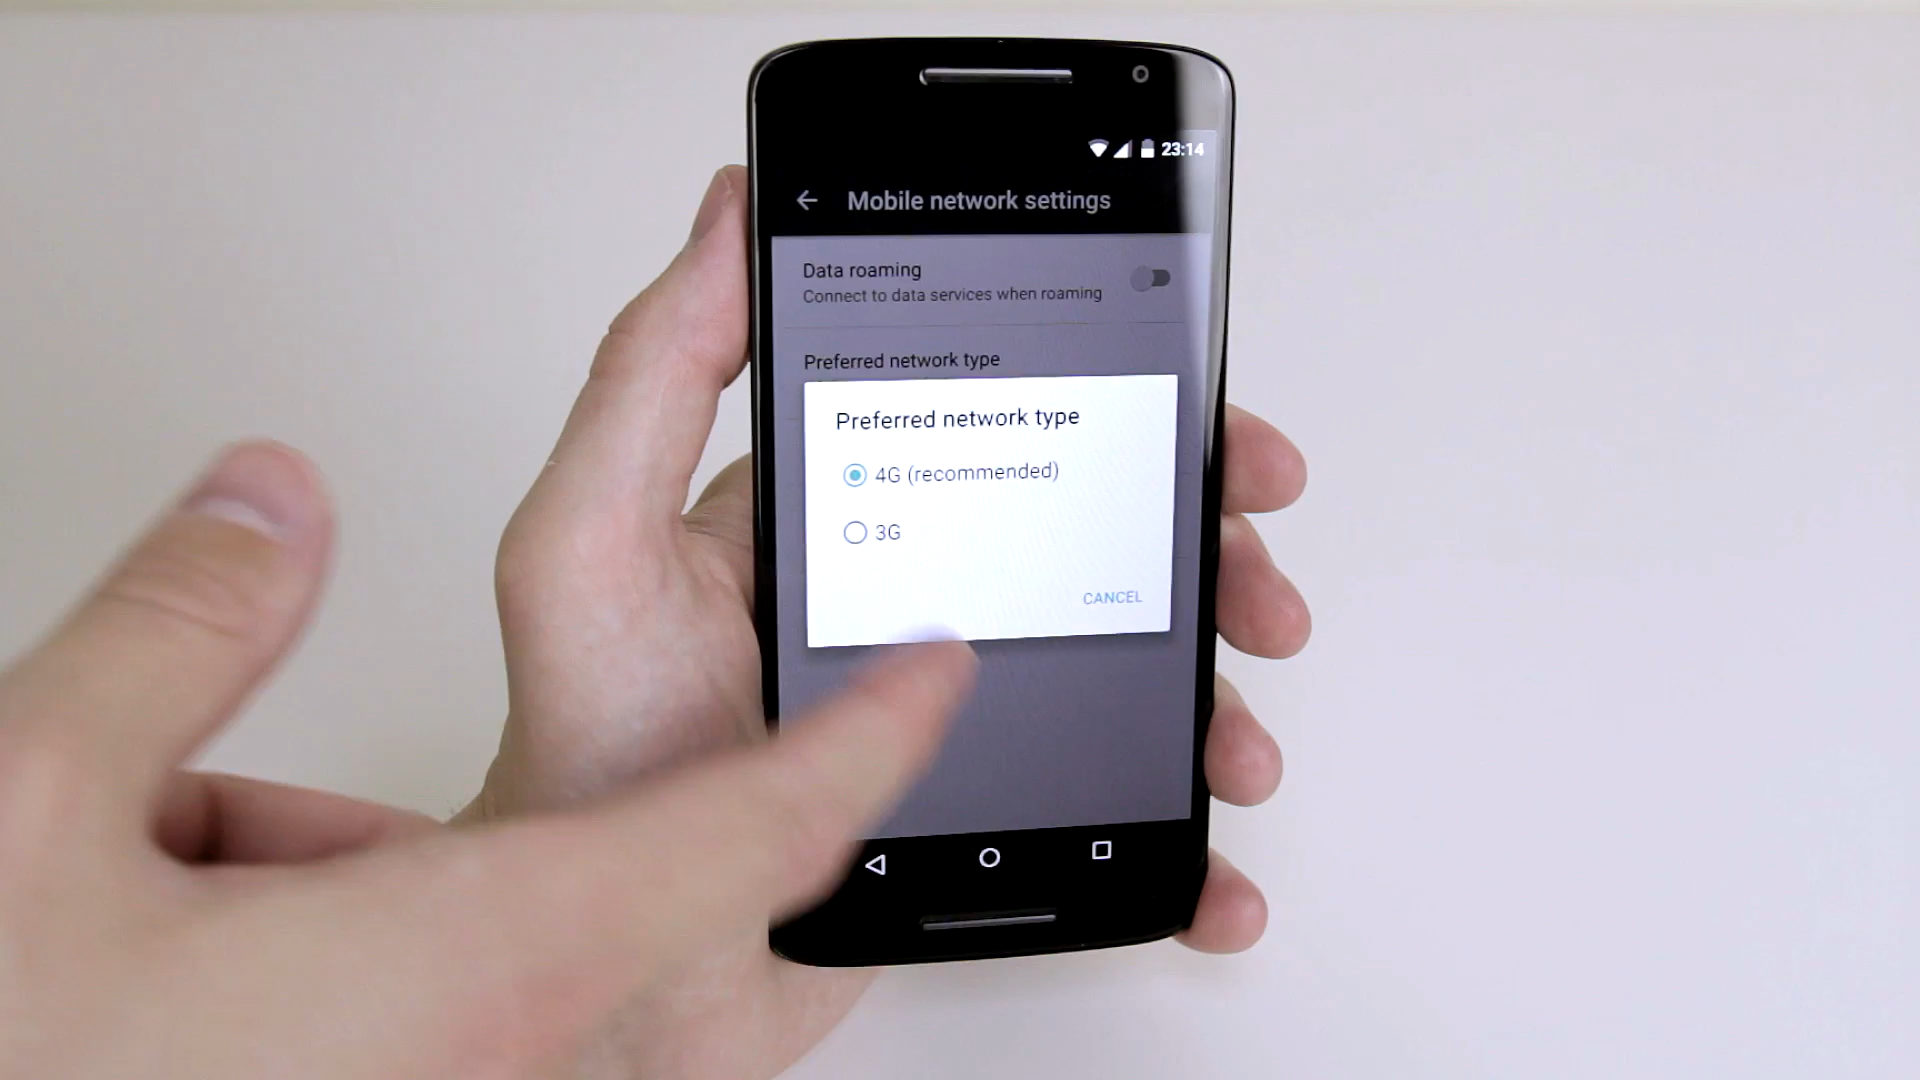 23:14
Mobile network settings
Data roaming
Connect to data services when roaming
Preferred network type
Preferred network type
4G (recommended)
3G
CANCEL